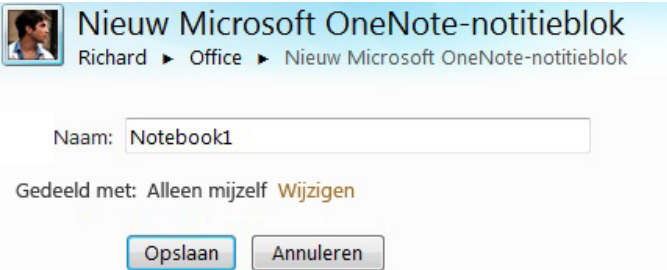 Nieuw Microsoft OneNote-notitieblok
Richard ► Office ► Nieuw Microsoft OneNote-notitieblok
Naam: Notebook1
Gedeeld met: Alleen mijzelf Wijzigen
Opslaan Annuleren